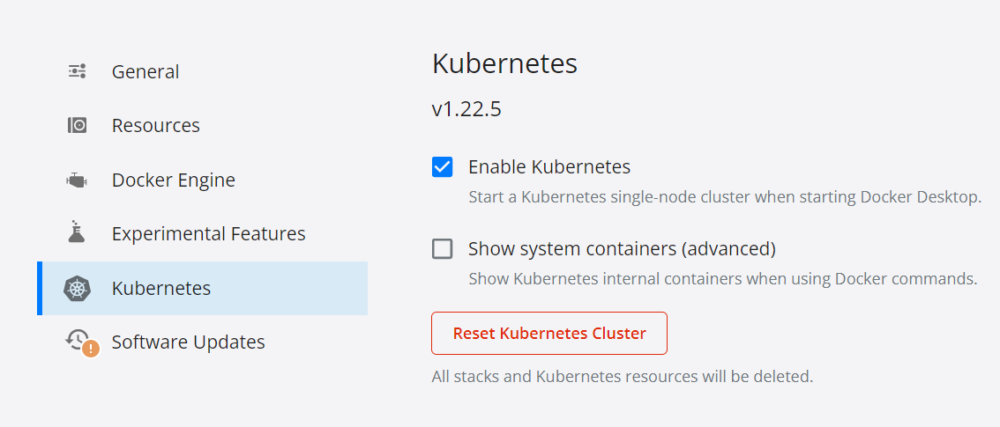 General
Resources
Docker Engine
Experimental Features
Kubernetes
Software Updates
Kubernetes
v1.22.5
Enable Kubernetes
Start a Kubernetes single-node cluster when starting Docker Desktop.
Show system containers (advanced)
Show Kubernetes internal containers when using Docker commands.
Reset Kubernetes Cluster
All stacks and Kubernetes resources will be deleted.